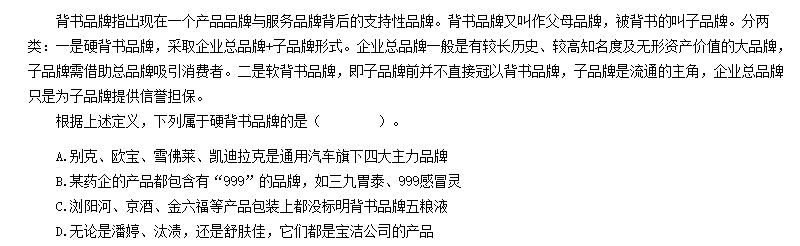 背书品牌指出现在一个产品品牌与服务品牌背后的支持性品牌。背书品牌又叫作父母品牌，被背书的叫子品牌。分两
类：一是硬背书品牌，采取企业总品牌+子品牌形式。企业总品牌一般是有较长历史、较高知名度及无形资产价值的大品牌，
子品牌需借助总品牌吸引消费者。二是软背书品牌，即子品牌前并不直接冠以背书品牌，子品牌是流通的主角，企业总品牌
只是为子品牌提供信誉担保。
根据上述定义，下列属于硬背书品牌的是（　　）。
A.别克、欧宝、雪佛莱、凯迪拉克是通用汽车旗下四大主力品牌
B.某药企的产品都包含有“999”的品牌，如三九胃泰、999感冒灵
C.浏阳河、京酒、金六福等产品包装上都没标明背书品牌五粮液
D.无论是潘婷、汰渍，还是舒肤佳，它们都是宝洁公司的产品